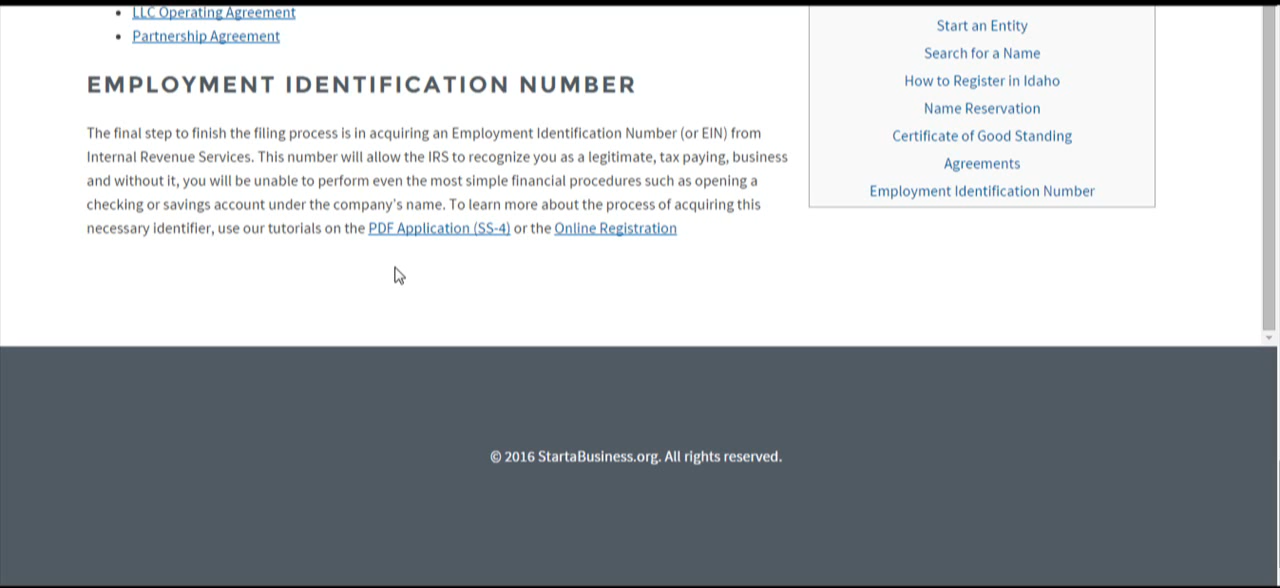 LLC Operating Agreement
Partnership Agreement
EMPLOYMENT IDENTIFICATION NUMBER
The final step to finish the filing process is in acquiring an Employment Identification Number (or EIN) from
Internal Revenue Services. This number will allow the IRS to recognize you as a legitimate, tax paying, business
and without it, you will be unable to perform even the most simple financial procedures such as opening a
checking or savings account under the company's name. To learn more about the process of acquiring this
necessary identifier, use our tutorials on the PDF Application (SS-4) or the Online Registration
Start an Entity
Search for a Name
How to Register in Idaho
Name Reservation
Certificate of Good Standing
Agreements
Employment Identification Number
© 2016 StartaBusiness.org. All rights reserved.